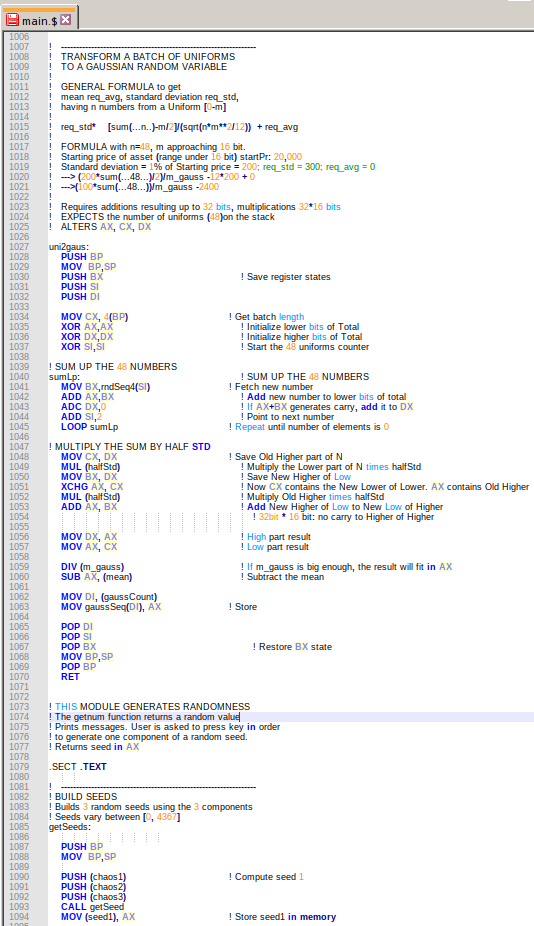 main.$
1006
1007 ! ------------------------------------------------------------------
1008 ! TRANSFORM A BATCH OF UNIFORMS
1009 ! TO A GAUSSIAN RANDOM VARIABLE
1010 !
1011 ! GENERAL FORMULA to get
1012 ! mean req_avg, standard deviation req_std,
1013 ! having n numbers from a Uniform [0-m]
1014 !
1015 ! req_std* [sum(...n..)-m/2]/(sqrt(n*m**2/12)) + req_avg
1016 !
1017 ! FORMULA with n=48, m approaching 16 bit.
1018 ! Starting price of asset (range under 16 bit) startPr: 20,000
1019 ! Standard deviation = 1% of Starting price = 200; req_std = 300; req_avg = 0
1020 ! ---> (200*sum(...48...)/2)/m_gauss -12*200 + 0
1021 ! --->(100*sum(...48...))/m_gauss -2400
1022 !
1023 ! Requires additions resulting up to 32 bits, multiplications 32*16 bits
1024 ! EXPECTS the number of uniforms (48)on the stack
1025 ! ALTERS AX, CX, DX
1026
1027 uni2gaus:
1028 PUSH BP
1029 MOV BP,SP
1030 PUSH BX ! Save register states
1031 PUSH SI
1032 PUSH DI
1033
1034 MOV CX, 4(BP) ! Get batch length
1035 XOR AX,AX ! Initialize lower bits of Total
1036 XOR DX,DX ! Initialize higher bits of Total
1037 XOR SI,SI ! Start the 48 uniforms counter
1038
1039 ! SUM UP THE 48 NUMBERS
1040 sumLp: ! SUM UP THE 48 NUMBERS
1041 MOV BX,rndSeq4(SI) ! Fetch new number
1042 ADD AX,BX ! Add new number to lower bits of total
1043 ADC DX,0 ! If AX+BX generates carry, add it to DX
1044 ADD SI,2 ! Point to next number
1045 LOOP sumLp ! Repeat until number of elements is 0
1046
1047 ! MULTIPLY THE SUM BY HALF STD
1048 MOV CX, DX ! Save Old Higher part of N
1049 MUL (halfStd) ! Multiply the Lower part of N times halfStd
1050 MOV BX, DX ! Save New Higher of Low
1051 XCHG AX, CX ! Now CX contains the New Lower of Lower. AX contains Old Higher
1052 MUL (halfStd) ! Multiply Old Higher times halfStd
1053 ADD AX, BX ! Add New Higher of Low to New Low of Higher
1054 ! 32bit * 16 bit: no carry to Higher of Higher
1055
1056 MOV DX, AX ! High part result
1057 MOV AX, CX ! Low part result
1058
1059 DIV (m_gauss) ! If m_gauss is big enough, the result will fit in AX
1060 SUB AX, (mean) ! Subtract the mean
1061
1062 MOV DI, (gaussCount)
1063 MOV gaussSeq(DI), AX ! Store
1064
1065 POP DI
1066 POP SI
1067 POP BX ! Restore BX state
1068 MOV BP,SP
1069 POP BP
1070 RET
1071
1072
1073 ! THIS MODULE GENERATES RANDOMNESS
1074 ! The getnum function returns a random value
1075 ! Prints messages. User is asked to press key in order
1076 ! to generate one component of a random seed.
1077 ! Returns seed in AX
1078
1079 .SECT .TEXT
1080
1081 ! ------------------------------------------------------------------
1082 ! BUILD SEEDS
1083 ! Builds 3 random seeds using the 3 components
1084 ! Seeds vary between [0, 4367]
1085 getSeeds:
1086
1087 PUSH BP
1088 MOV BP,SP
1089
1090 PUSH (chaos1) ! Compute seed 1
1091 PUSH (chaos2)
1092 PUSH (chaos3)
1093 CALL getSeed
1094 MOV (seed1), AX ! Store seed1 in memory